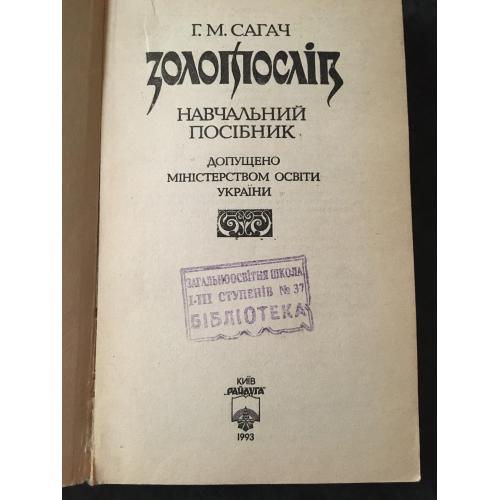 Г. М. САГАЧ
ЗОЛОТОСЛІВ
НАВЧАЛЬНИЙ
ПОСІБНИК
ДОПУЩЕНО
МІНІСТЕРСТВОМ ОСВІТИ
УКРАЇНИ
ЗАГАЛЬНООСВІТНЯ ШКОЛА
І-ІІІ СТУПЕНІВ № 37
БІБЛІОТЕКА
КИЇВ
„РАЙДУГА”
1993